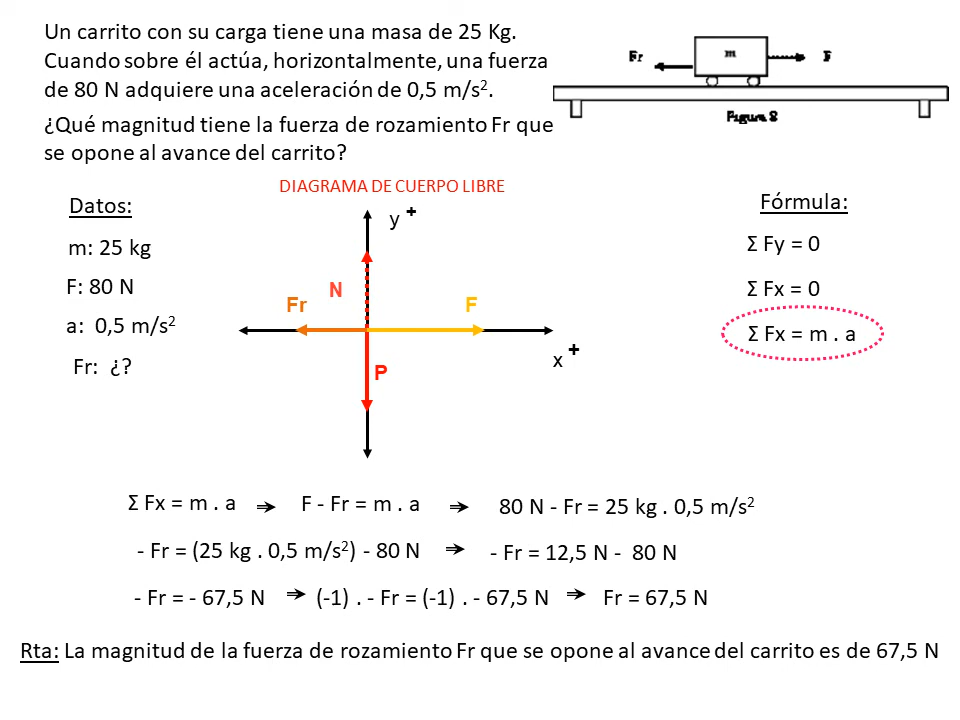 Un carrito con su carga tiene una masa de 25 Kg.
Cuando sobre él actúa, horizontalmente, una fuerza
de 80 N adquiere una aceleración de 0,5 m/s².
¿Qué magnitud tiene la fuerza de rozamiento Fr que
se opone al avance del carrito?
Fr m F
Figura 8
DIAGRAMA DE CUERPO LIBRE
Datos:
m: 25 kg
F: 80 N
a: 0,5 m/s²
Fr: ¿?
y +
N
Fr F
x +
P
Fórmula:
Σ Fy = 0
Σ Fx = 0
Σ Fx = m . a
Σ Fx = m . a ➔ F - Fr = m . a ➔ 80 N - Fr = 25 kg . 0,5 m/s²
- Fr = (25 kg . 0,5 m/s²) - 80 N ➔ - Fr = 12,5 N - 80 N
- Fr = - 67,5 N ➔ (-1) . - Fr = (-1) . - 67,5 N ➔ Fr = 67,5 N
Rta: La magnitud de la fuerza de rozamiento Fr que se opone al avance del carrito es de 67,5 N